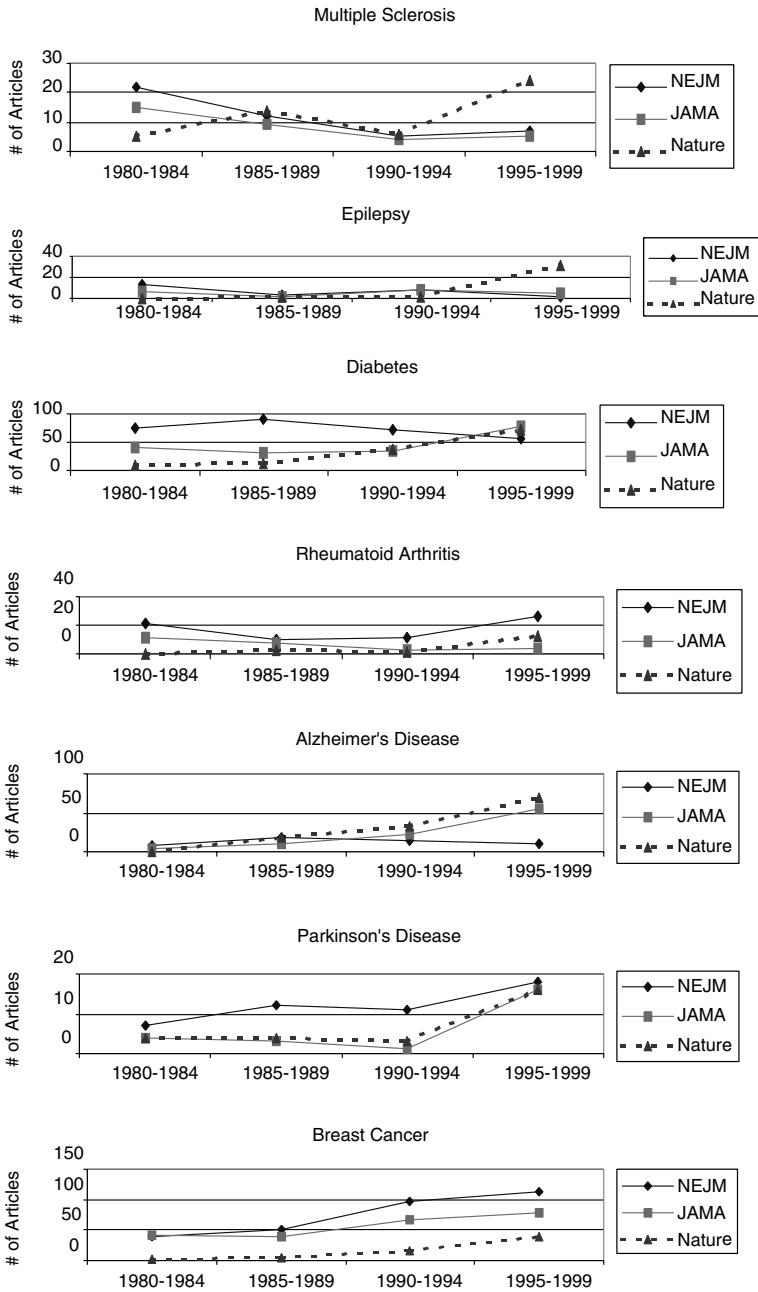 Multiple Sclerosis
# of Articles
30
20
10
0
1980-1984 1985-1989 1990-1994 1995-1999
NEJM
JAMA
Nature
Epilepsy
# of Articles
40
20
0
1980-1984 1985-1989 1990-1994 1995-1999
NEJM
JAMA
Nature
Diabetes
# of Articles
100
50
0
1980-1984 1985-1989 1990-1994 1995-1999
NEJM
JAMA
Nature
Rheumatoid Arthritis
# of Articles
40
20
0
1980-1984 1985-1989 1990-1994 1995-1999
NEJM
JAMA
Nature
Alzheimer's Disease
# of Articles
100
50
0
1980-1984 1985-1989 1990-1994 1995-1999
NEJM
JAMA
Nature
Parkinson's Disease
# of Articles
20
10
0
1980-1984 1985-1989 1990-1994 1995-1999
NEJM
JAMA
Nature
Breast Cancer
# of Articles
150
100
50
0
1980-1984 1985-1989 1990-1994 1995-1999
NEJM
JAMA
Nature